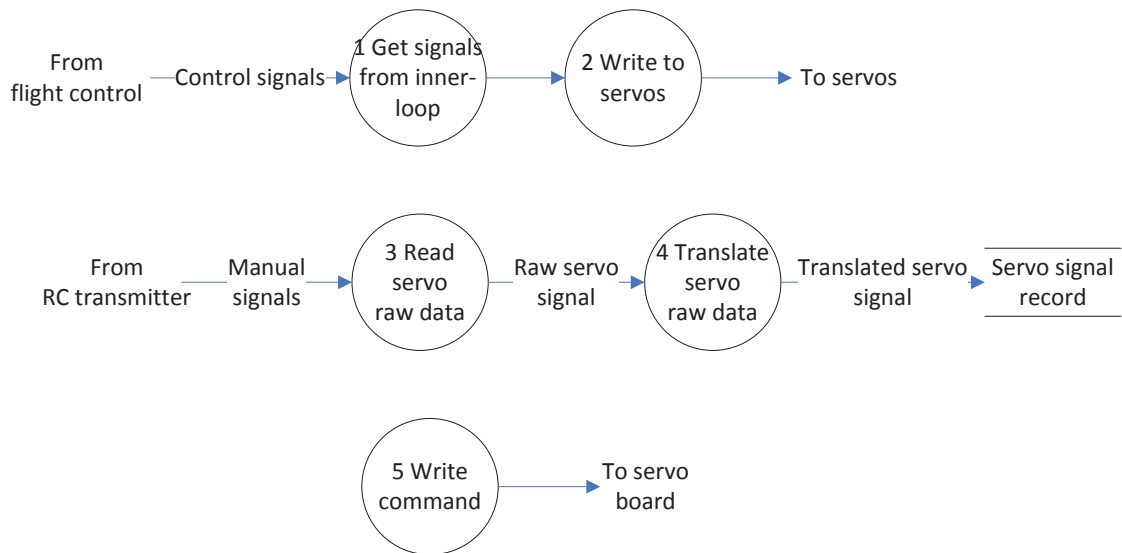 From
flight control
Control signals
1 Get signals
from inner-
loop
2 Write to
servos
To servos
From
RC transmitter
Manual
signals
3 Read
servo
raw data
Raw servo
signal
4 Translate
servo
raw data
Translated servo
signal
Servo signal
record
5 Write
command
To servo
board